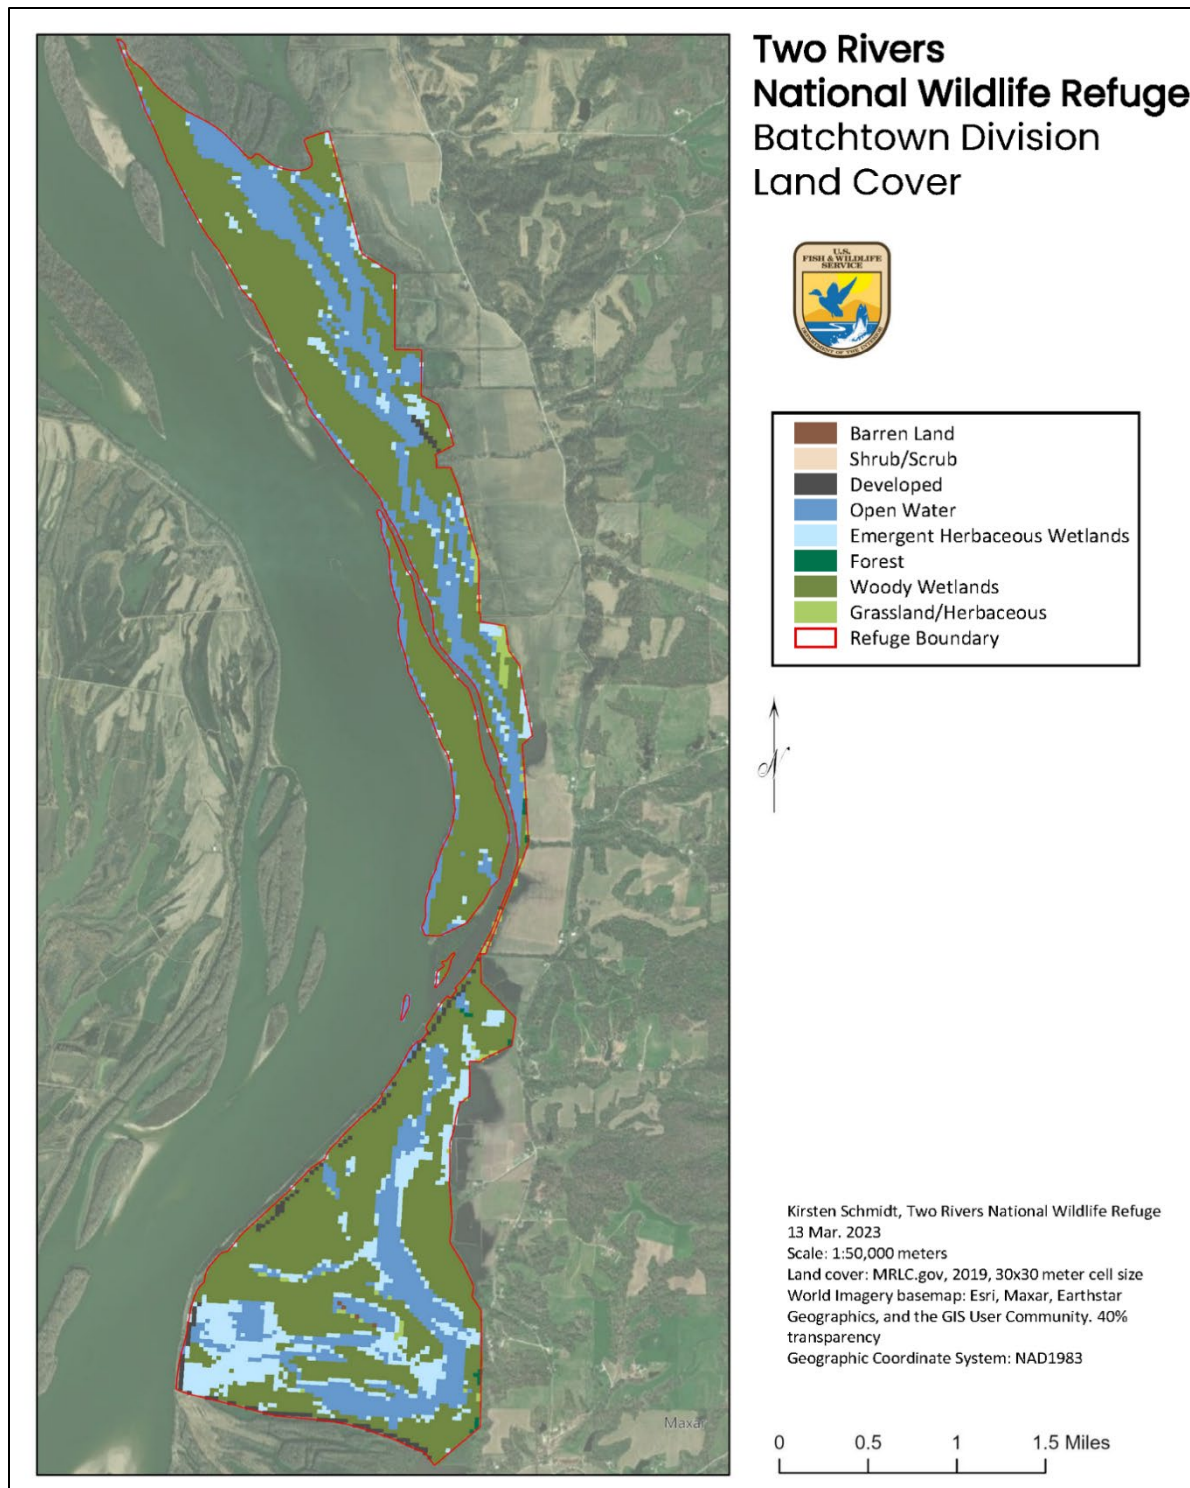 Two Rivers
National Wildlife Refuge
Batchtown Division
Land Cover
U.S.
FISH & WILDLIFE
SERVICE
DEPARTMENT OF THE INTERIOR
Barren Land
Shrub/Scrub
Developed
Open Water
Emergent Herbaceous Wetlands
Forest
Woody Wetlands
Grassland/Herbaceous
Refuge Boundary
N
Kirsten Schmidt, Two Rivers National Wildlife Refuge
13 Mar. 2023
Scale: 1:50,000 meters
Land cover: MRLC.gov, 2019, 30x30 meter cell size
World Imagery basemap: Esri, Maxar, Earthstar
Geographics, and the GIS User Community. 40%
transparency
Geographic Coordinate System: NAD1983
Maxar
0 0.5 1 1.5 Miles